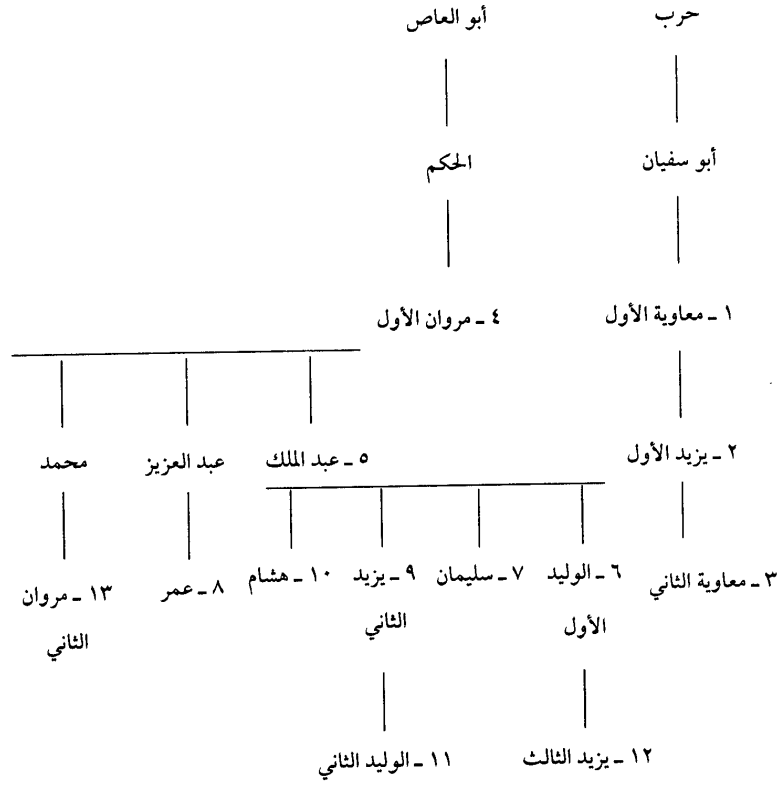 حرب
أبو العاص
أبو سفيان
الحكم
١ ـ معاوية الأول
٤ ـ مروان الأول
٢ ـ يزيد الأول
٥ ـ عبد الملك
عبد العزيز
محمد
٣ ـ معاوية الثاني
٦ ـ الوليد
الأول
٧ ـ سليمان
٩ ـ يزيد
الثاني
١٠ ـ هشام
٨ ـ عمر
١٣ ـ مروان
الثاني
١٢ ـ يزيد الثالث
١١ ـ الوليد الثاني